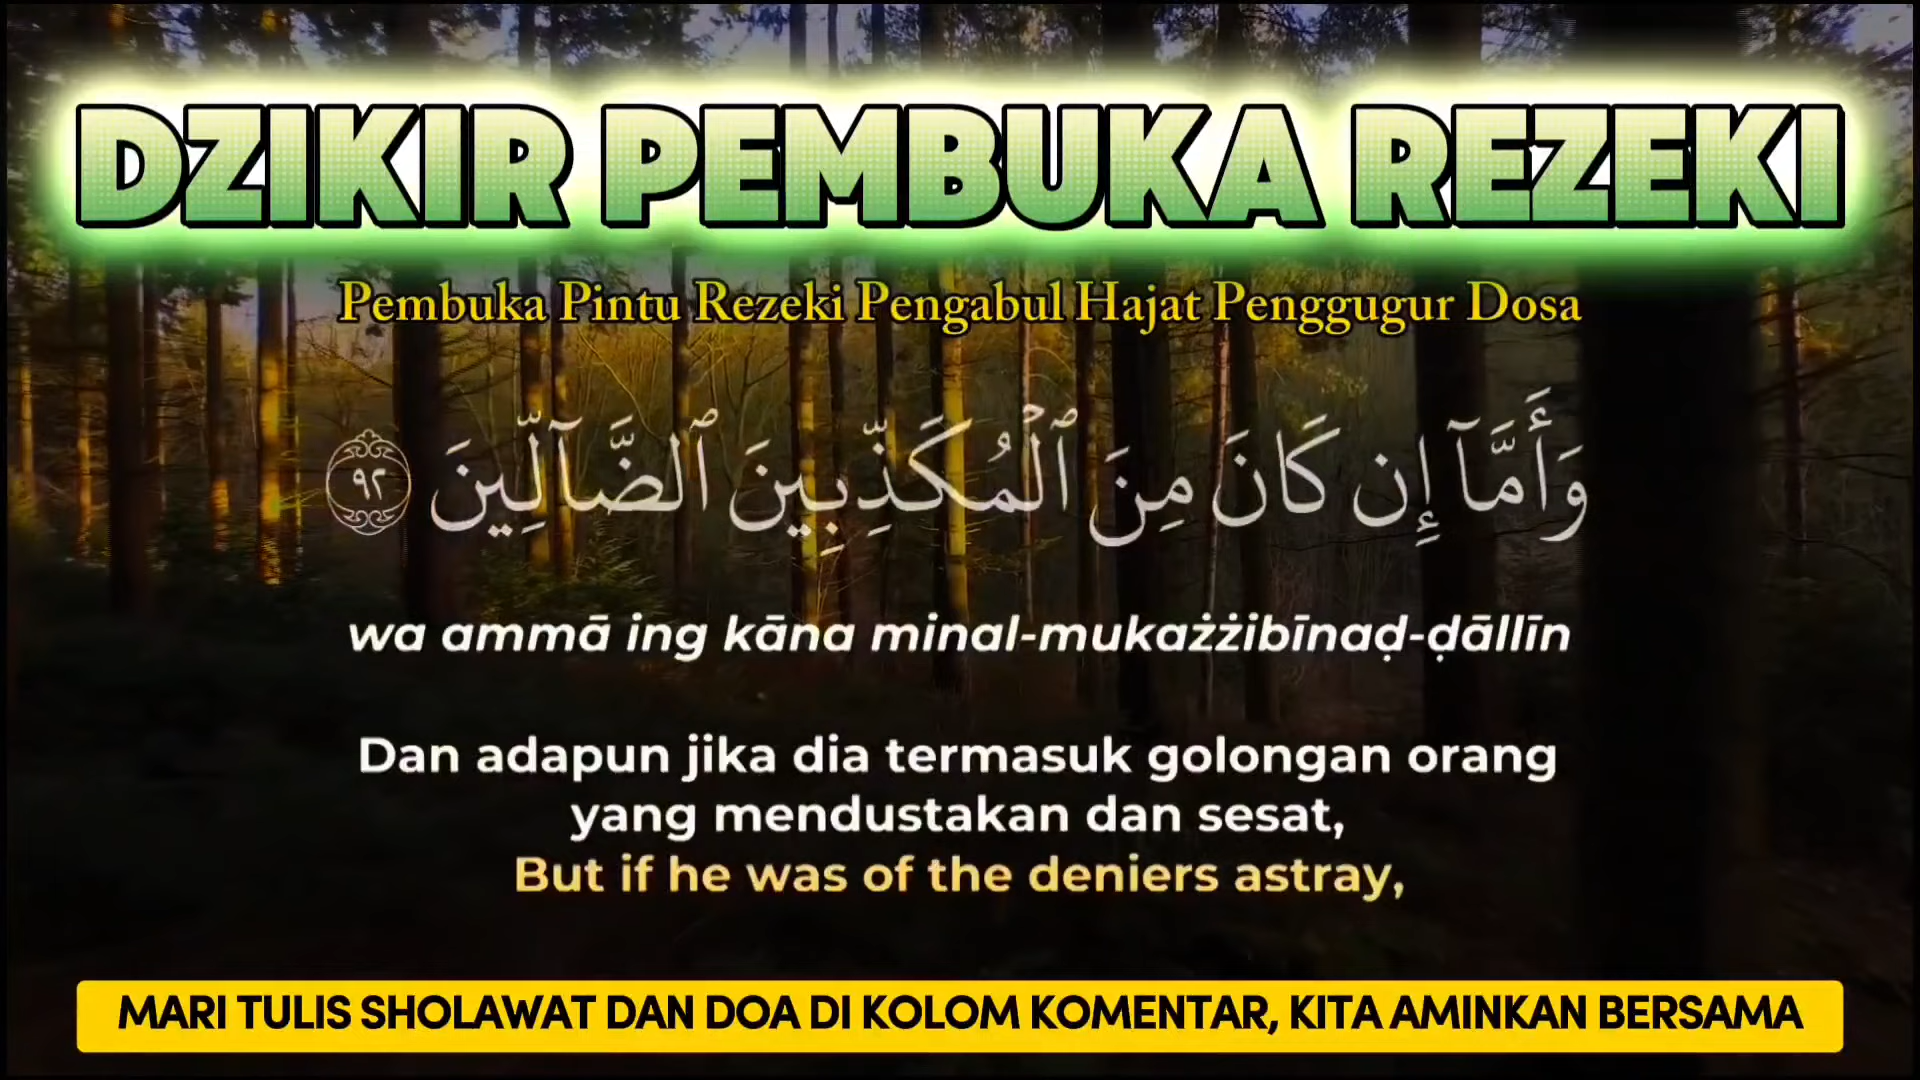 DZIKIR PEMBUKA REZEKI
Pembuka Pintu Rezeki Pengabul Hajat Penggugur Dosa
وَأَمَّآ إِن كَانَ مِنَ ٱلْمُكَذِّبِينَ ٱلضَّآلِّينَ ٩٢
wa ammā ing kāna minal-mukażżibīnaḍ-ḍāllīn
Dan adapun jika dia termasuk golongan orang
yang mendustakan dan sesat,
But if he was of the deniers astray,
MARI TULIS SHOLAWAT DAN DOA DI KOLOM KOMENTAR, KITA AMINKAN BERSAMA